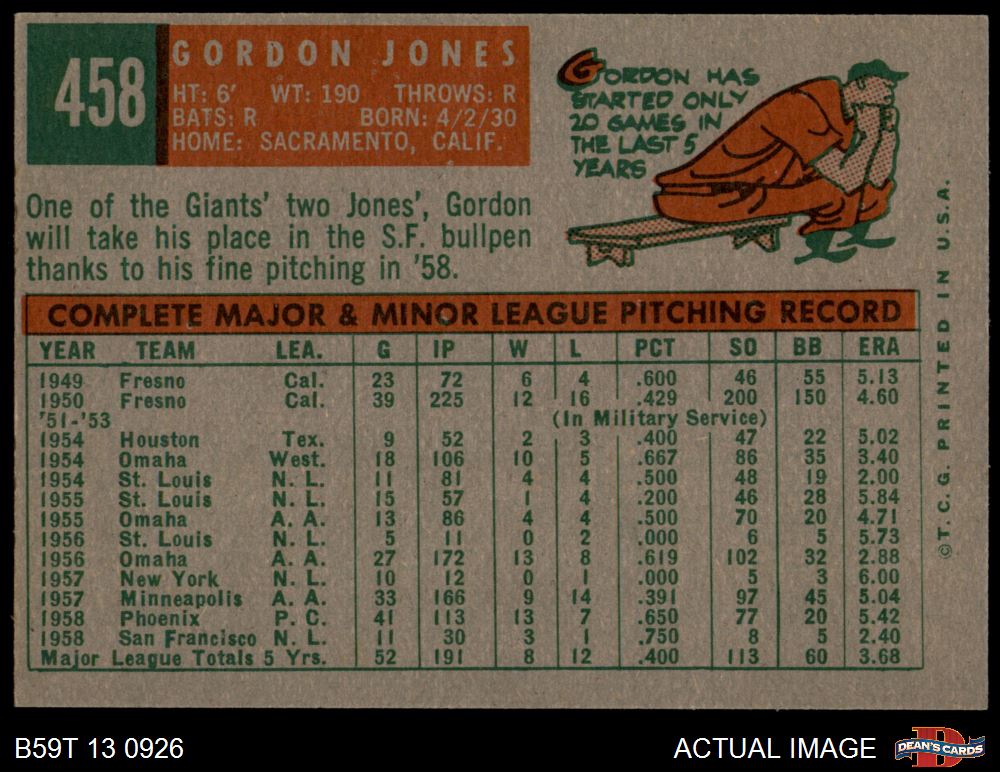 458
GORDON JONES
HT: 6' WT: 190 THROWS: R
BATS: R BORN: 4/2/30
HOME: SACRAMENTO, CALIF.
One of the Giants' two Jones', Gordon
will take his place in the S.F. bullpen
thanks to his fine pitching in '58.
GORDON HAS
STARTED ONLY
20 GAMES IN
THE LAST 5
YEARS
COMPLETE MAJOR & MINOR LEAGUE PITCHING RECORD
YEAR TEAM LEA. G IP W L PCT SO BB ERA
1949 Fresno Cal. 23 72 6 4 .600 46 55 5.13
1950 Fresno Cal. 39 225 12 16 .429 200 150 4.60
'51-'53 (In Military Service)
1954 Houston Tex. 9 52 2 3 .400 47 22 5.02
1954 Omaha West. 18 106 10 5 .667 86 35 3.40
1954 St. Louis N. L. 11 81 4 4 .500 48 19 2.00
1955 St. Louis N. L. 15 57 1 4 .200 46 28 5.84
1955 Omaha A. A. 13 86 4 4 .500 70 20 4.71
1956 St. Louis N. L. 5 11 0 2 .000 6 5 5.73
1956 Omaha A. A. 27 172 13 8 .619 102 32 2.88
1957 New York N. L. 10 12 0 1 .000 5 3 6.00
1957 Minneapolis A. A. 33 166 9 14 .391 97 45 5.04
1958 Phoenix P. C. 41 113 13 7 .650 77 20 5.42
1958 San Francisco N. L. 11 30 3 1 .750 8 5 2.40
Major League Totals 5 Yrs. 52 191 8 12 .400 113 60 3.68
© T. C. G. PRINTED IN U.S.A.
B59T 13 0926
ACTUAL IMAGE
D
DEAN'S CARDS